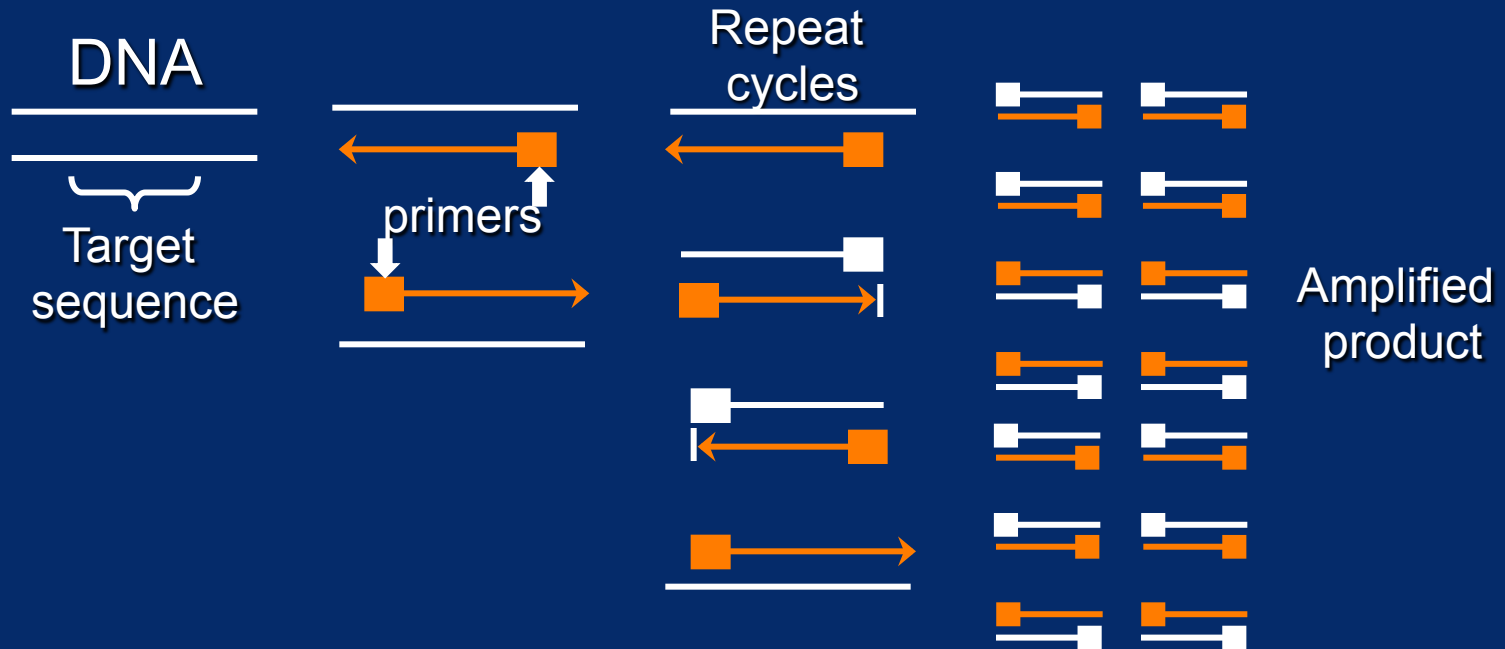 DNA
Target
sequence
primers
Repeat
cycles
Amplified
product